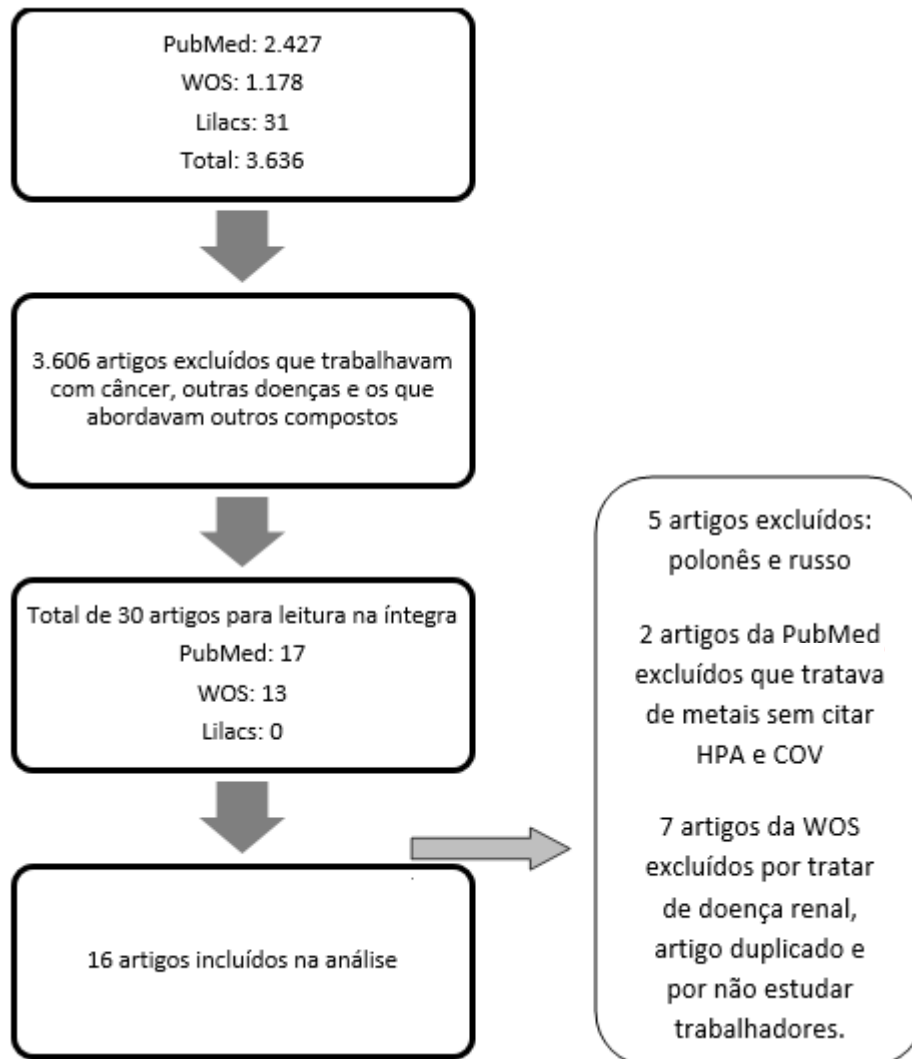 PubMed: 2.427
WOS: 1.178
Lilacs: 31
Total: 3.636
3.606 artigos excluídos que trabalhavam
com câncer, outras doenças e os que
abordavam outros compostos
Total de 30 artigos para leitura na íntegra
PubMed: 17
WOS: 13
Lilacs: 0
5 artigos excluídos:
polonês e russo
2 artigos da PubMed
excluídos que tratava
de metais sem citar
HPA e COV
7 artigos da WOS
excluídos por tratar
de doença renal,
artigo duplicado e
por não estudar
trabalhadores.
16 artigos incluídos na análise